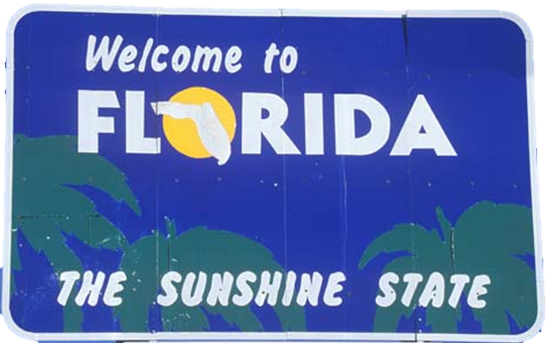 Welcome to
FLORIDA
THE SUNSHINE STATE